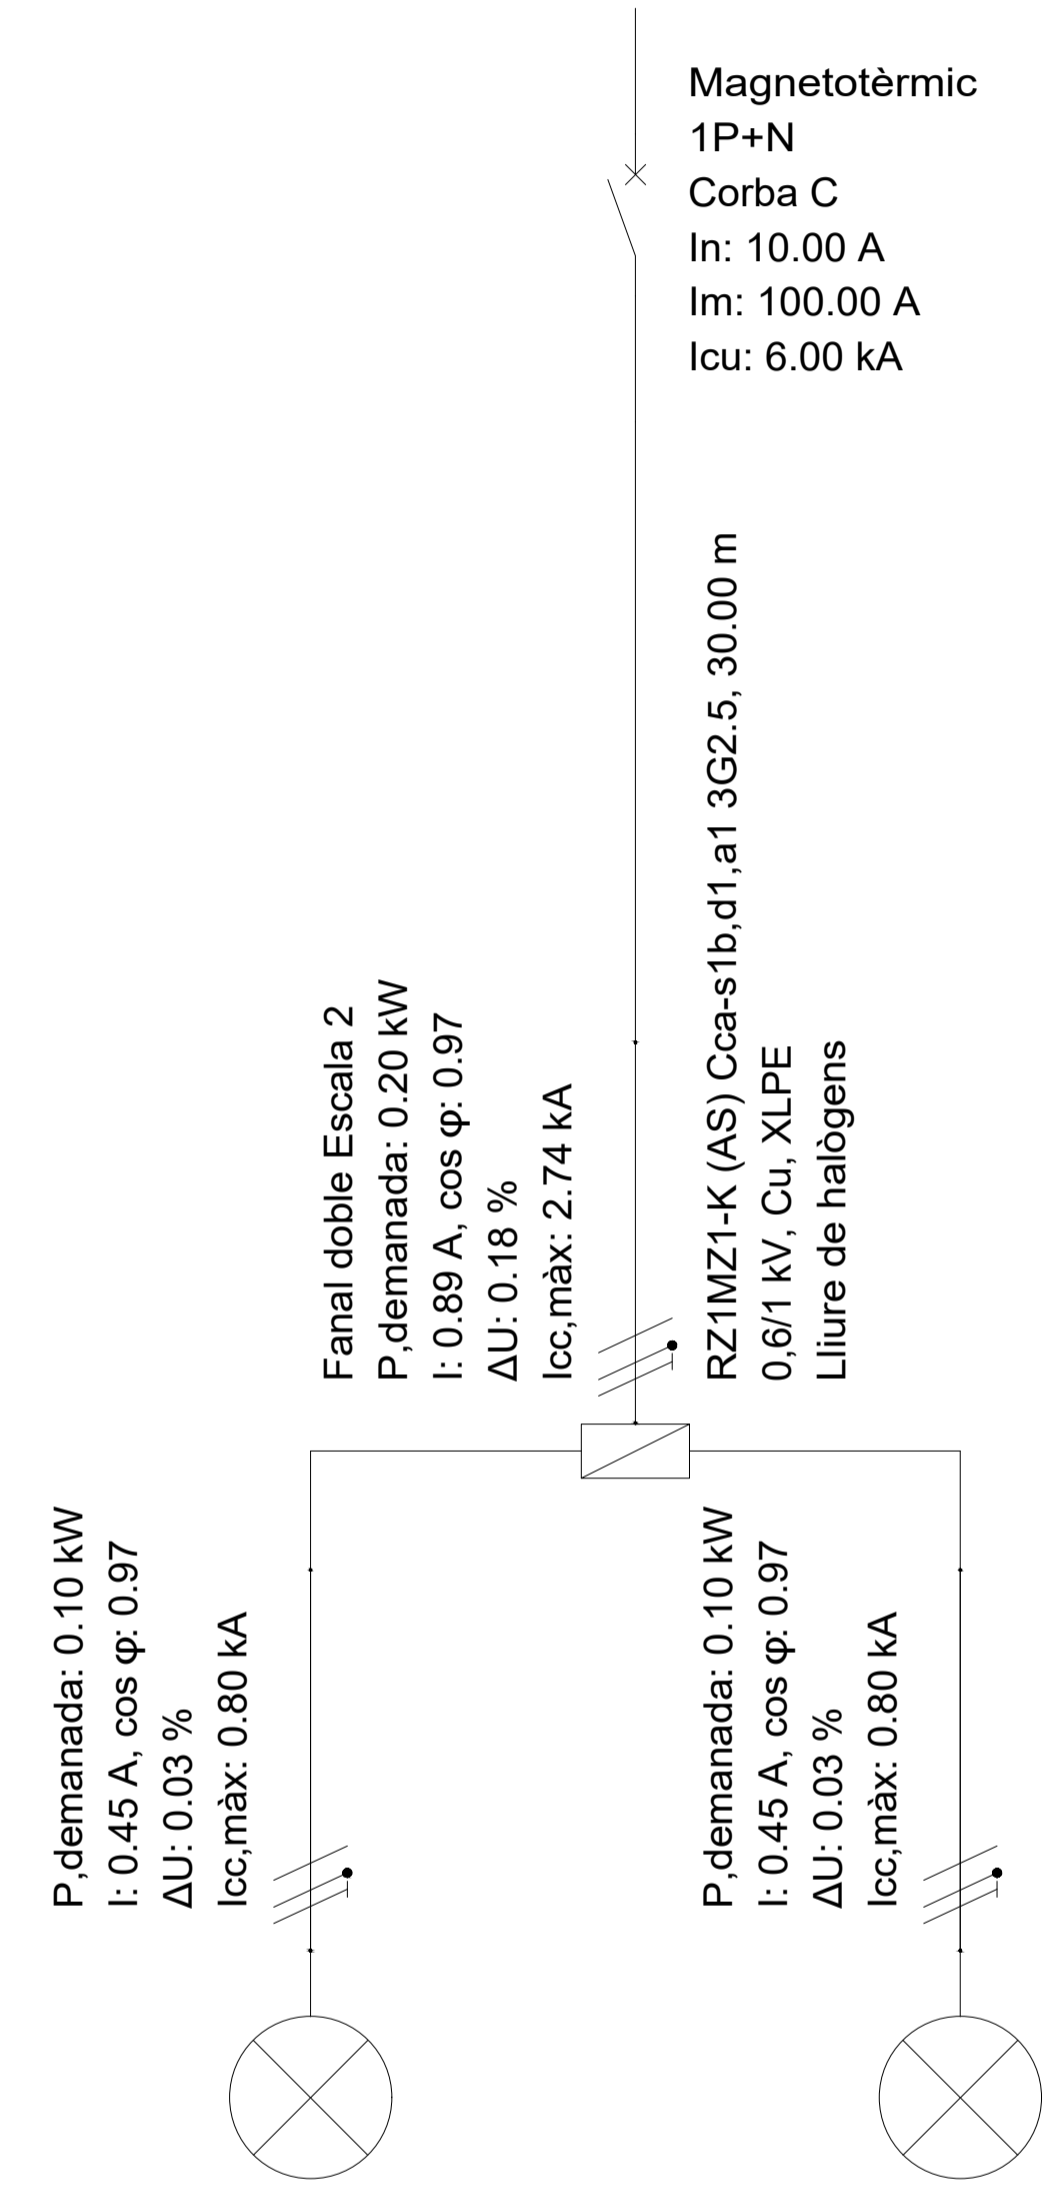 Magnetotèrmic
1P+N
Corba C
In: 10.00 A
Im: 100.00 A
Icu: 6.00 kA
Fanal doble Escala 2
P,demanada: 0.20 kW
I: 0.89 A, cos φ: 0.97
ΔU: 0.18 %
Icc,màx: 2.74 kA
RZ1MZ1-K (AS) Cca-s1b,d1,a1 3G2.5, 30.00 m
0,6/1 kV, Cu, XLPE
Lliure de halògens
P,demanada: 0.10 kW
I: 0.45 A, cos φ: 0.97
ΔU: 0.03 %
Icc,màx: 0.80 kA
P,demanada: 0.10 kW
I: 0.45 A, cos φ: 0.97
ΔU: 0.03 %
Icc,màx: 0.80 kA